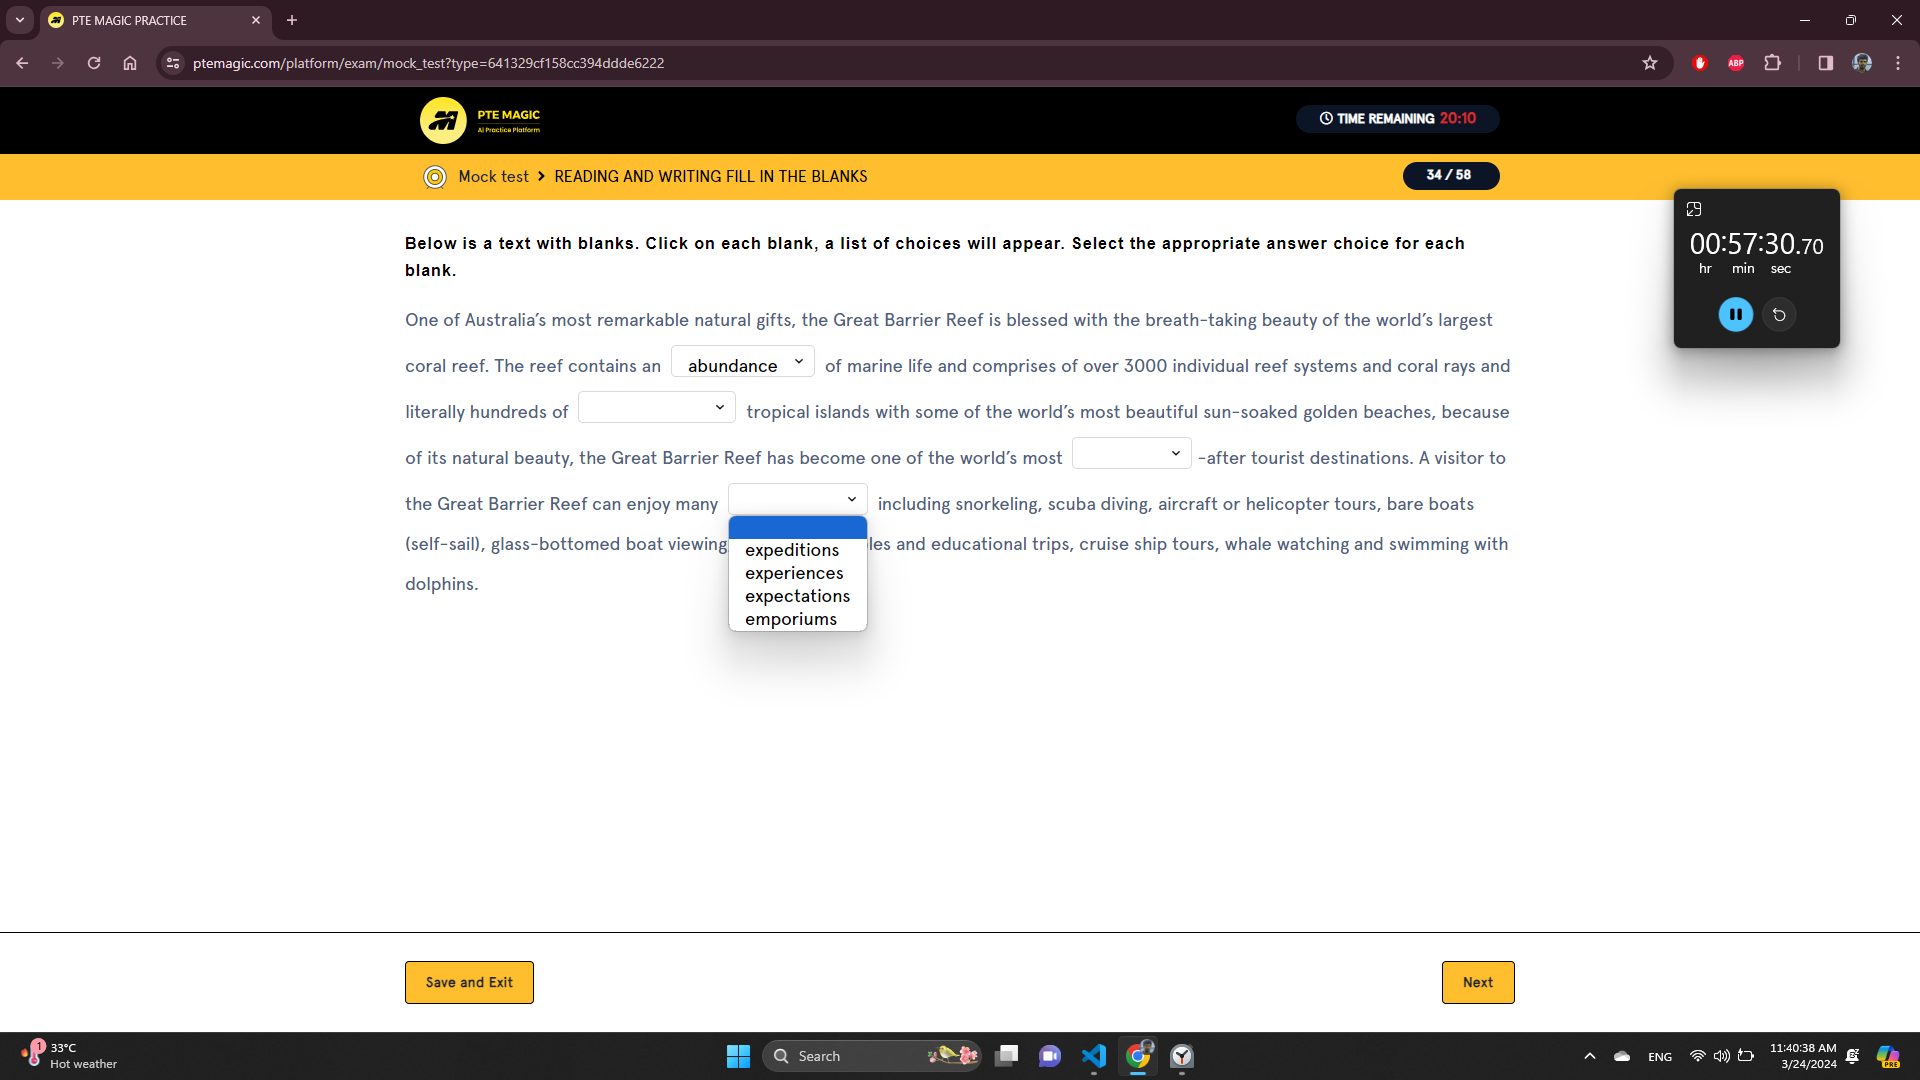 PTE MAGIC PRACTICE
ptemagic.com/platform/exam/mock_test?type=641329cf158cc394ddde6222
ABP
PTE MAGIC
AI Practice Platform
TIME REMAINING 20:10
Mock test > READING AND WRITING FILL IN THE BLANKS
34 / 58
00:57:30.70
hr min sec
Below is a text with blanks. Click on each blank, a list of choices will appear. Select the appropriate answer choice for each
blank.
One of Australia’s most remarkable natural gifts, the Great Barrier Reef is blessed with the breath-taking beauty of the world’s largest
coral reef. The reef contains an abundance of marine life and comprises of over 3000 individual reef systems and coral rays and
literally hundreds of tropical islands with some of the world’s most beautiful sun-soaked golden beaches, because
of its natural beauty, the Great Barrier Reef has become one of the world’s most -after tourist destinations. A visitor to
the Great Barrier Reef can enjoy many including snorkeling, scuba diving, aircraft or helicopter tours, bare boats
(self-sail), glass-bottomed boat viewing les and educational trips, cruise ship tours, whale watching and swimming with
dolphins.
expeditions
experiences
expectations
emporiums
Save and Exit
Next
1
33°C
Hot weather
Search
ENG
11:40:38 AM
3/24/2024
PRE